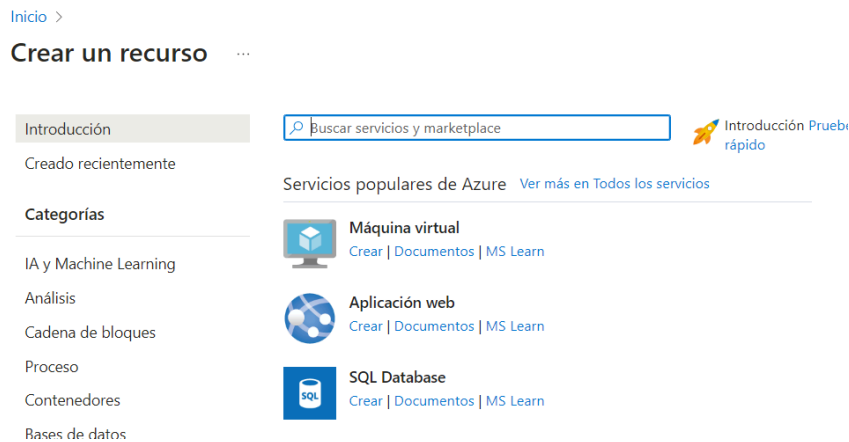 Inicio >
Crear un recurso ...
Introducción
Creado recientemente
Categorías
IA y Machine Learning
Análisis
Cadena de bloques
Proceso
Contenedores
Bases de datos
Buscar servicios y marketplace
Introducción Pruebe
rápido
Servicios populares de Azure Ver más en Todos los servicios
Máquina virtual
Crear | Documentos | MS Learn
Aplicación web
Crear | Documentos | MS Learn
SQL
SQL Database
Crear | Documentos | MS Learn